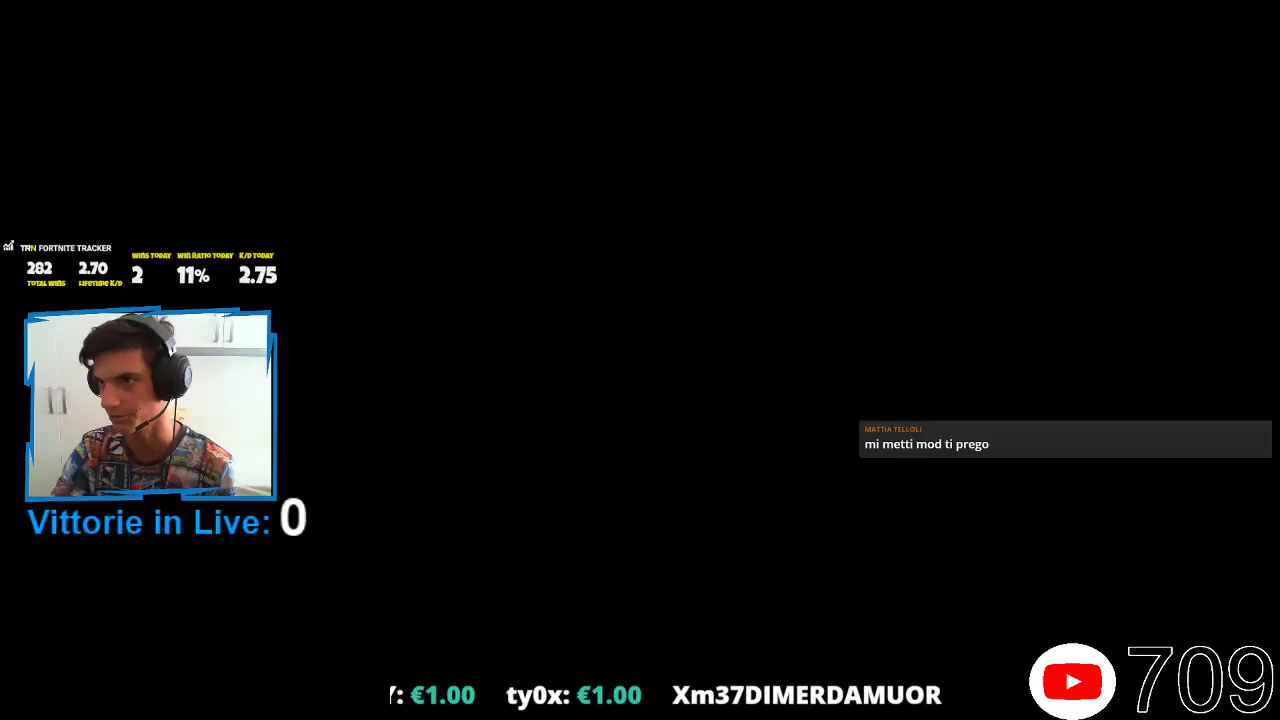 TRN FORTNITE TRACKER
282
TOTAL WINS
2.70
LIFETIME K/D
WINS TODAY
2
WIN RATIO TODAY
11%
K/D TODAY
2.75
Vittorie in Live: 0
MATTIA TELLOLI
mi metti mod ti prego
: €1.00 ty0x: €1.00 Xm37DIMERDAMUOR
709